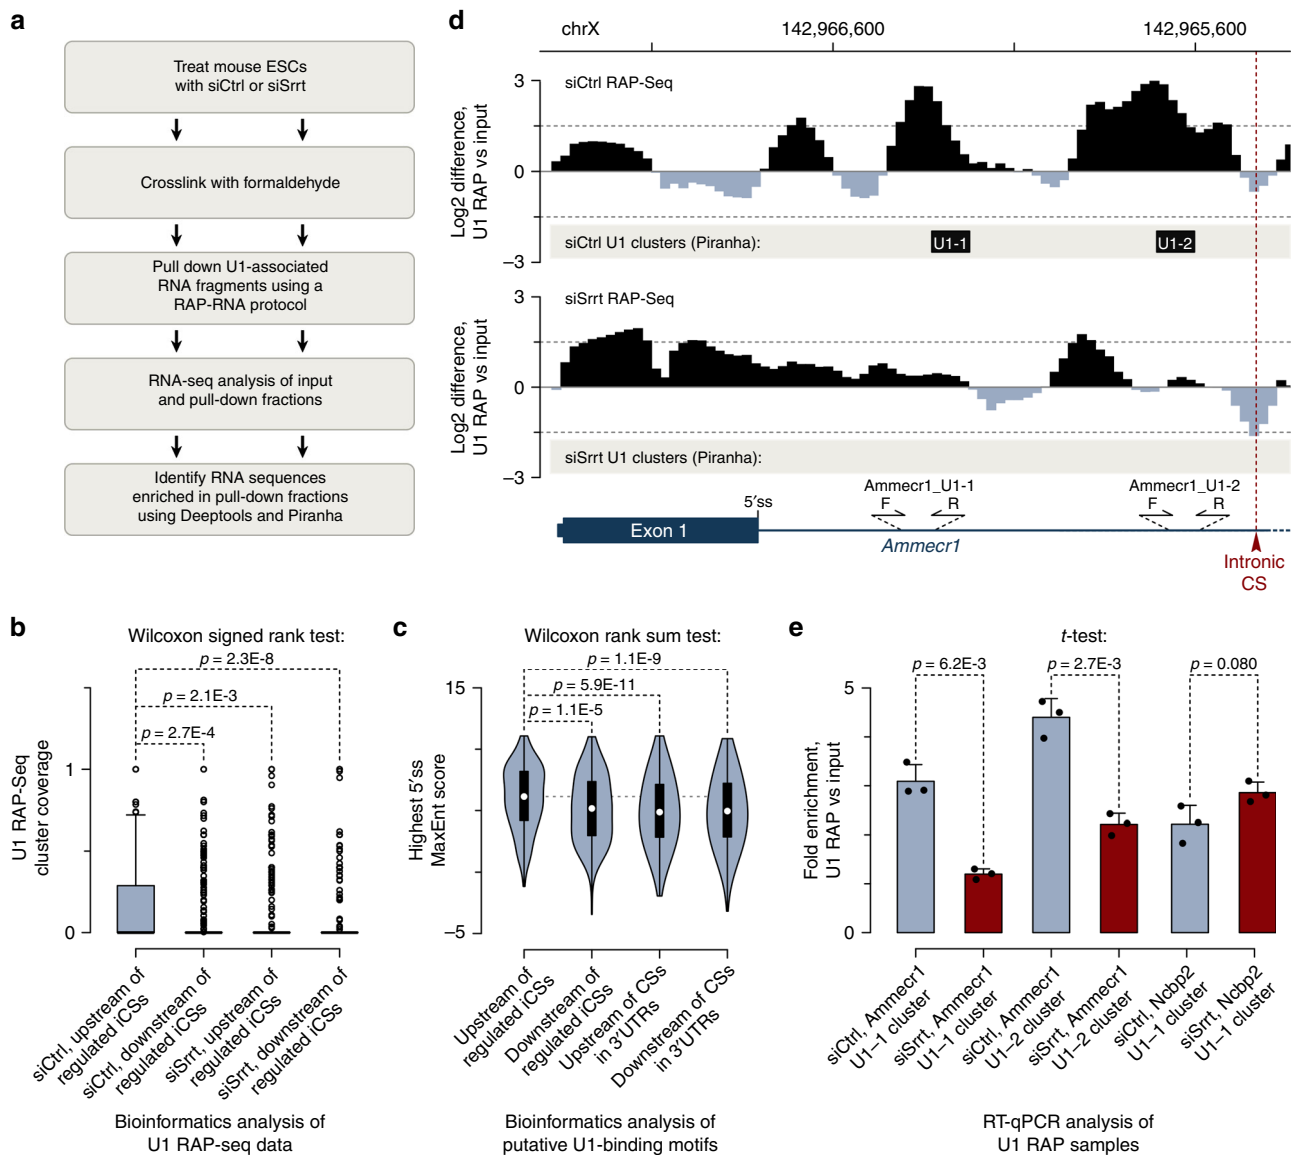 a
Treat mouse ESCs
with siCtrl or siSrrt
Crosslink with formaldehyde
Pull down U1-associated
RNA fragments using a
RAP-RNA protocol
RNA-seq analysis of input
and pull-down fractions
Identify RNA sequences
enriched in pull-down fractions
using Deeptools and Piranha
d
chrX
142,966,600
142,965,600
Log2 difference,
U1 RAP vs input
3
0
−3
siCtrl RAP-Seq
siCtrl U1 clusters (Piranha):
U1-1
U1-2
Log2 difference,
U1 RAP vs input
3
0
−3
siSrrt RAP-Seq
siSrrt U1 clusters (Piranha):
5′ss
Ammecr1_U1-1
F
R
Ammecr1_U1-2
F
R
Exon 1
Ammecr1
Intronic
CS
b
Wilcoxon signed rank test:
p = 2.3E-8
p = 2.1E-3
p = 2.7E-4
U1 RAP-Seq
cluster coverage
1
0
siCtrl, upstream of
regulated iCSs
siCtrl, downstream of
regulated iCSs
siSrrt, upstream of
regulated iCSs
siSrrt, downstream of
regulated iCSs
Bioinformatics analysis of
U1 RAP-seq data
c
Wilcoxon rank sum test:
p = 1.1E-9
p = 5.9E-11
p = 1.1E-5
Highest 5′ss
MaxEnt score
15
−5
Upstream of
regulated iCSs
Downstream of
regulated iCSs
Upstream of CSs
in 3′UTRs
Downstream of CSs
in 3′UTRs
Bioinformatics analysis of
putative U1-binding motifs
e
t-test:
p = 6.2E-3
p = 2.7E-3
p = 0.080
Fold enrichment,
U1 RAP vs input
5
0
siCtrl, Ammecr1
U1−1 cluster
siSrrt, Ammecr1
U1−1 cluster
siCtrl, Ammecr1
U1−2 cluster
siSrrt, Ammecr1
U1−2 cluster
siCtrl, Ncbp2
U1−1 cluster
siSrrt, Ncbp2
U1−1 cluster
RT-qPCR analysis of
U1 RAP samples